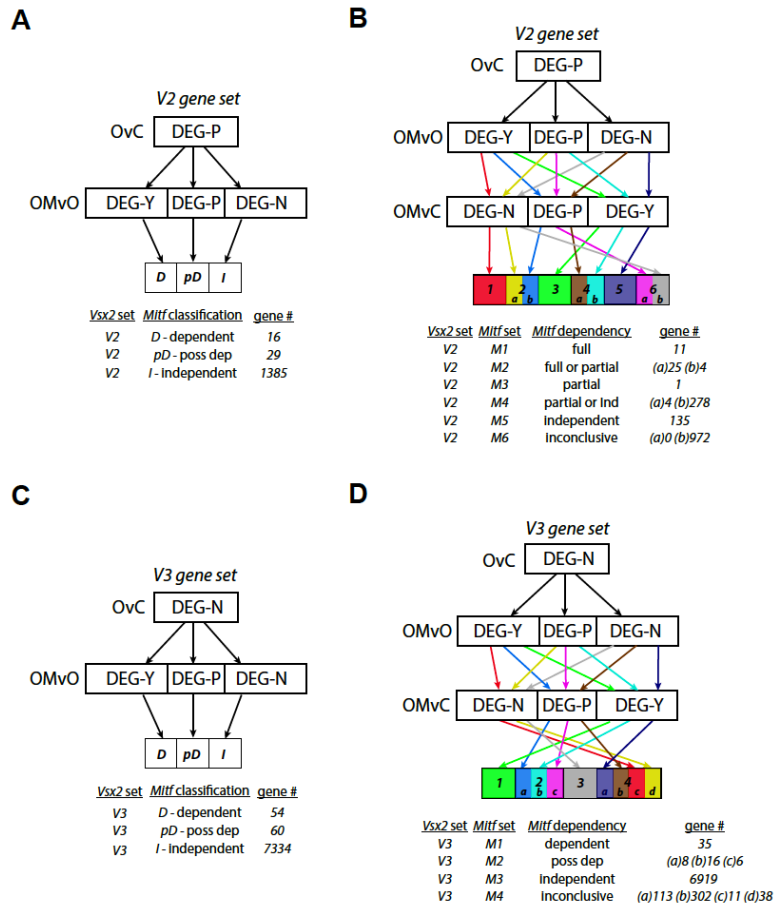 A
V2 gene set
OvC DEG-P
OMvO DEG-Y DEG-P DEG-N
D pD I
Vsx2 set Mitf classification gene #
V2 D - dependent 16
V2 pD - poss dep 29
V2 I - independent 1385
B
V2 gene set
OvC DEG-P
OMvO DEG-Y DEG-P DEG-N
OMvC DEG-N DEG-P DEG-Y
1 2 3 4 5 6
a b a b a b
Vsx2 set Mitf set Mitf dependency gene #
V2 M1 full 11
V2 M2 full or partial (a)25 (b)4
V2 M3 partial 1
V2 M4 partial or Ind (a)4 (b)278
V2 M5 independent 135
V2 M6 inconclusive (a)0 (b)972
C
V3 gene set
OvC DEG-N
OMvO DEG-Y DEG-P DEG-N
D pD I
Vsx2 set Mitf classification gene #
V3 D - dependent 54
V3 pD - poss dep 60
V3 I - independent 7334
D
V3 gene set
OvC DEG-N
OMvO DEG-Y DEG-P DEG-N
OMvC DEG-N DEG-P DEG-Y
1 2 3 4
a b c a b c d
Vsx2 set Mitf set Mitf dependency gene #
V3 M1 dependent 35
V3 M2 poss dep (a)8 (b)16 (c)6
V3 M3 independent 6919
V3 M4 inconclusive (a)113 (b)302 (c)11 (d)38